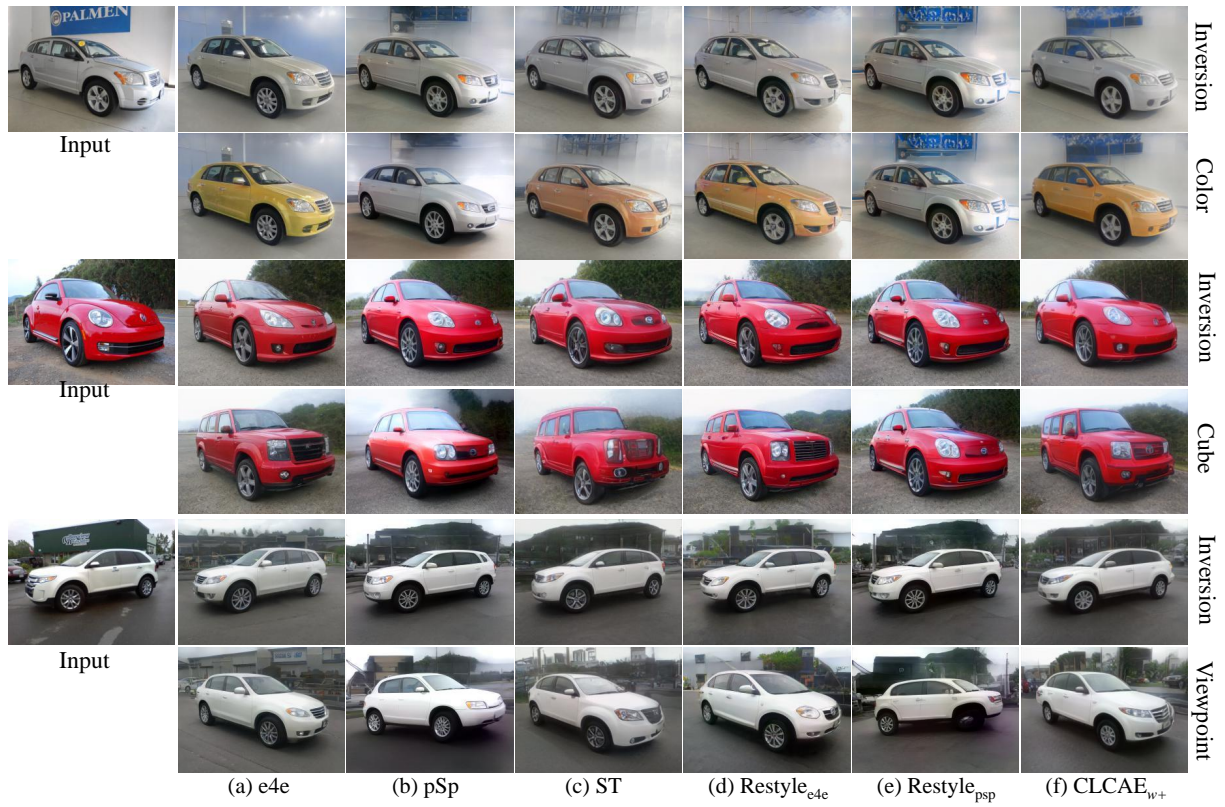 PALMEN
Inversion
Input
Color
Inversion
Input
Cube
Inversion
Input
Viewpoint
(a) e4e
(b) pSp
(c) ST
(d) Restyle_e4e
(e) Restyle_psp
(f) CLCAE_w+